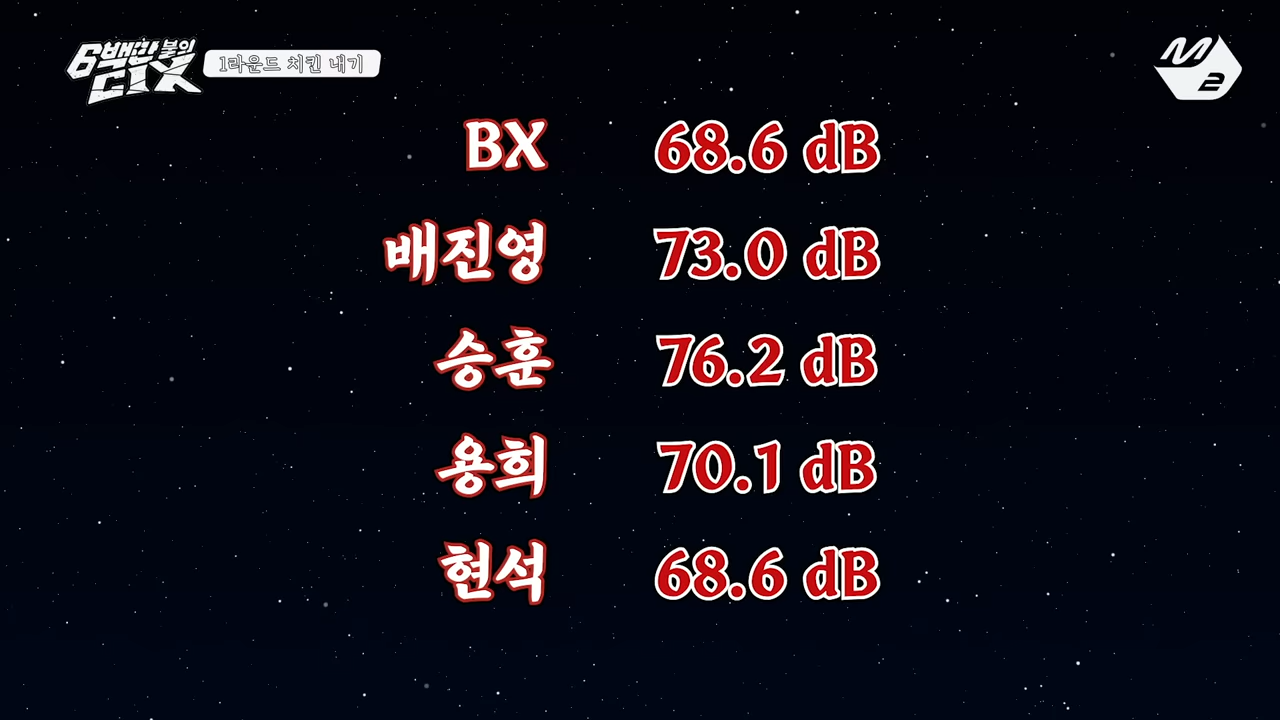 6백만 불의
CIX
1라운드 치킨 내기
M2
BX 68.6 dB
배진영 73.0 dB
승훈 76.2 dB
용희 70.1 dB
현석 68.6 dB